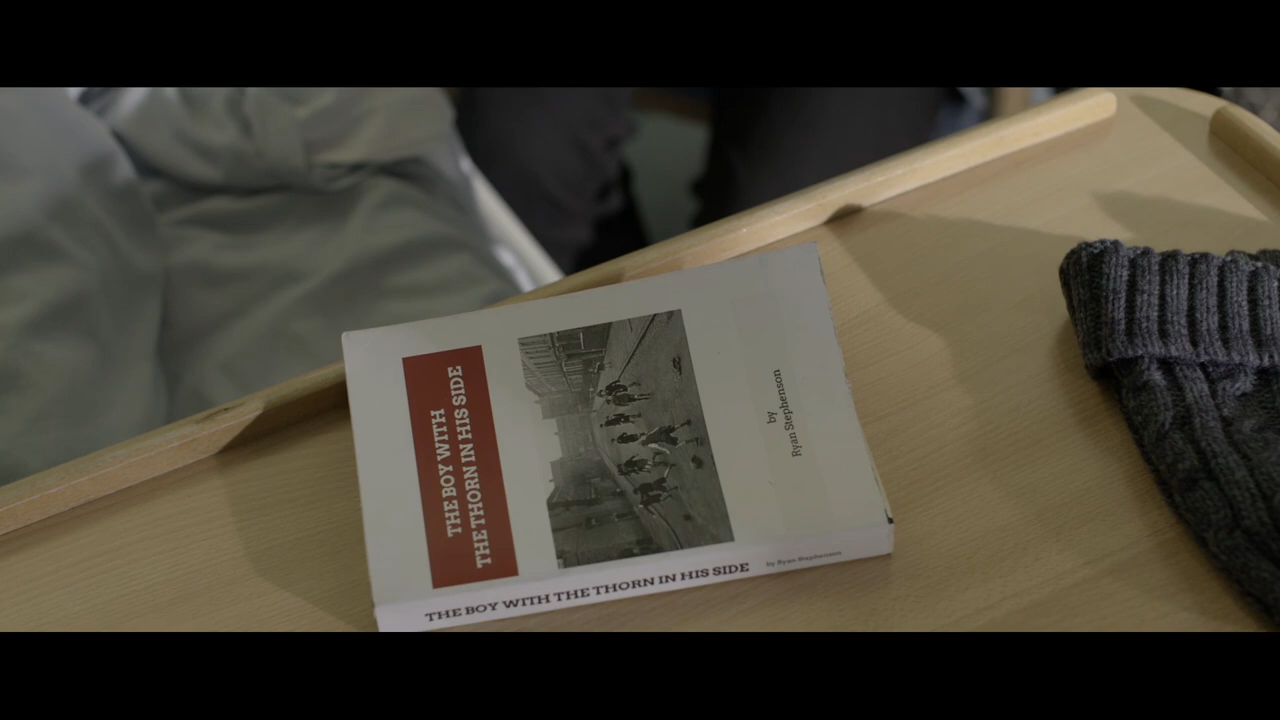 THE BOY WITH
THE THORN IN HIS SIDE
by
Ryan Stephenson
THE BOY WITH THE THORN IN HIS SIDE by Ryan Stephenson